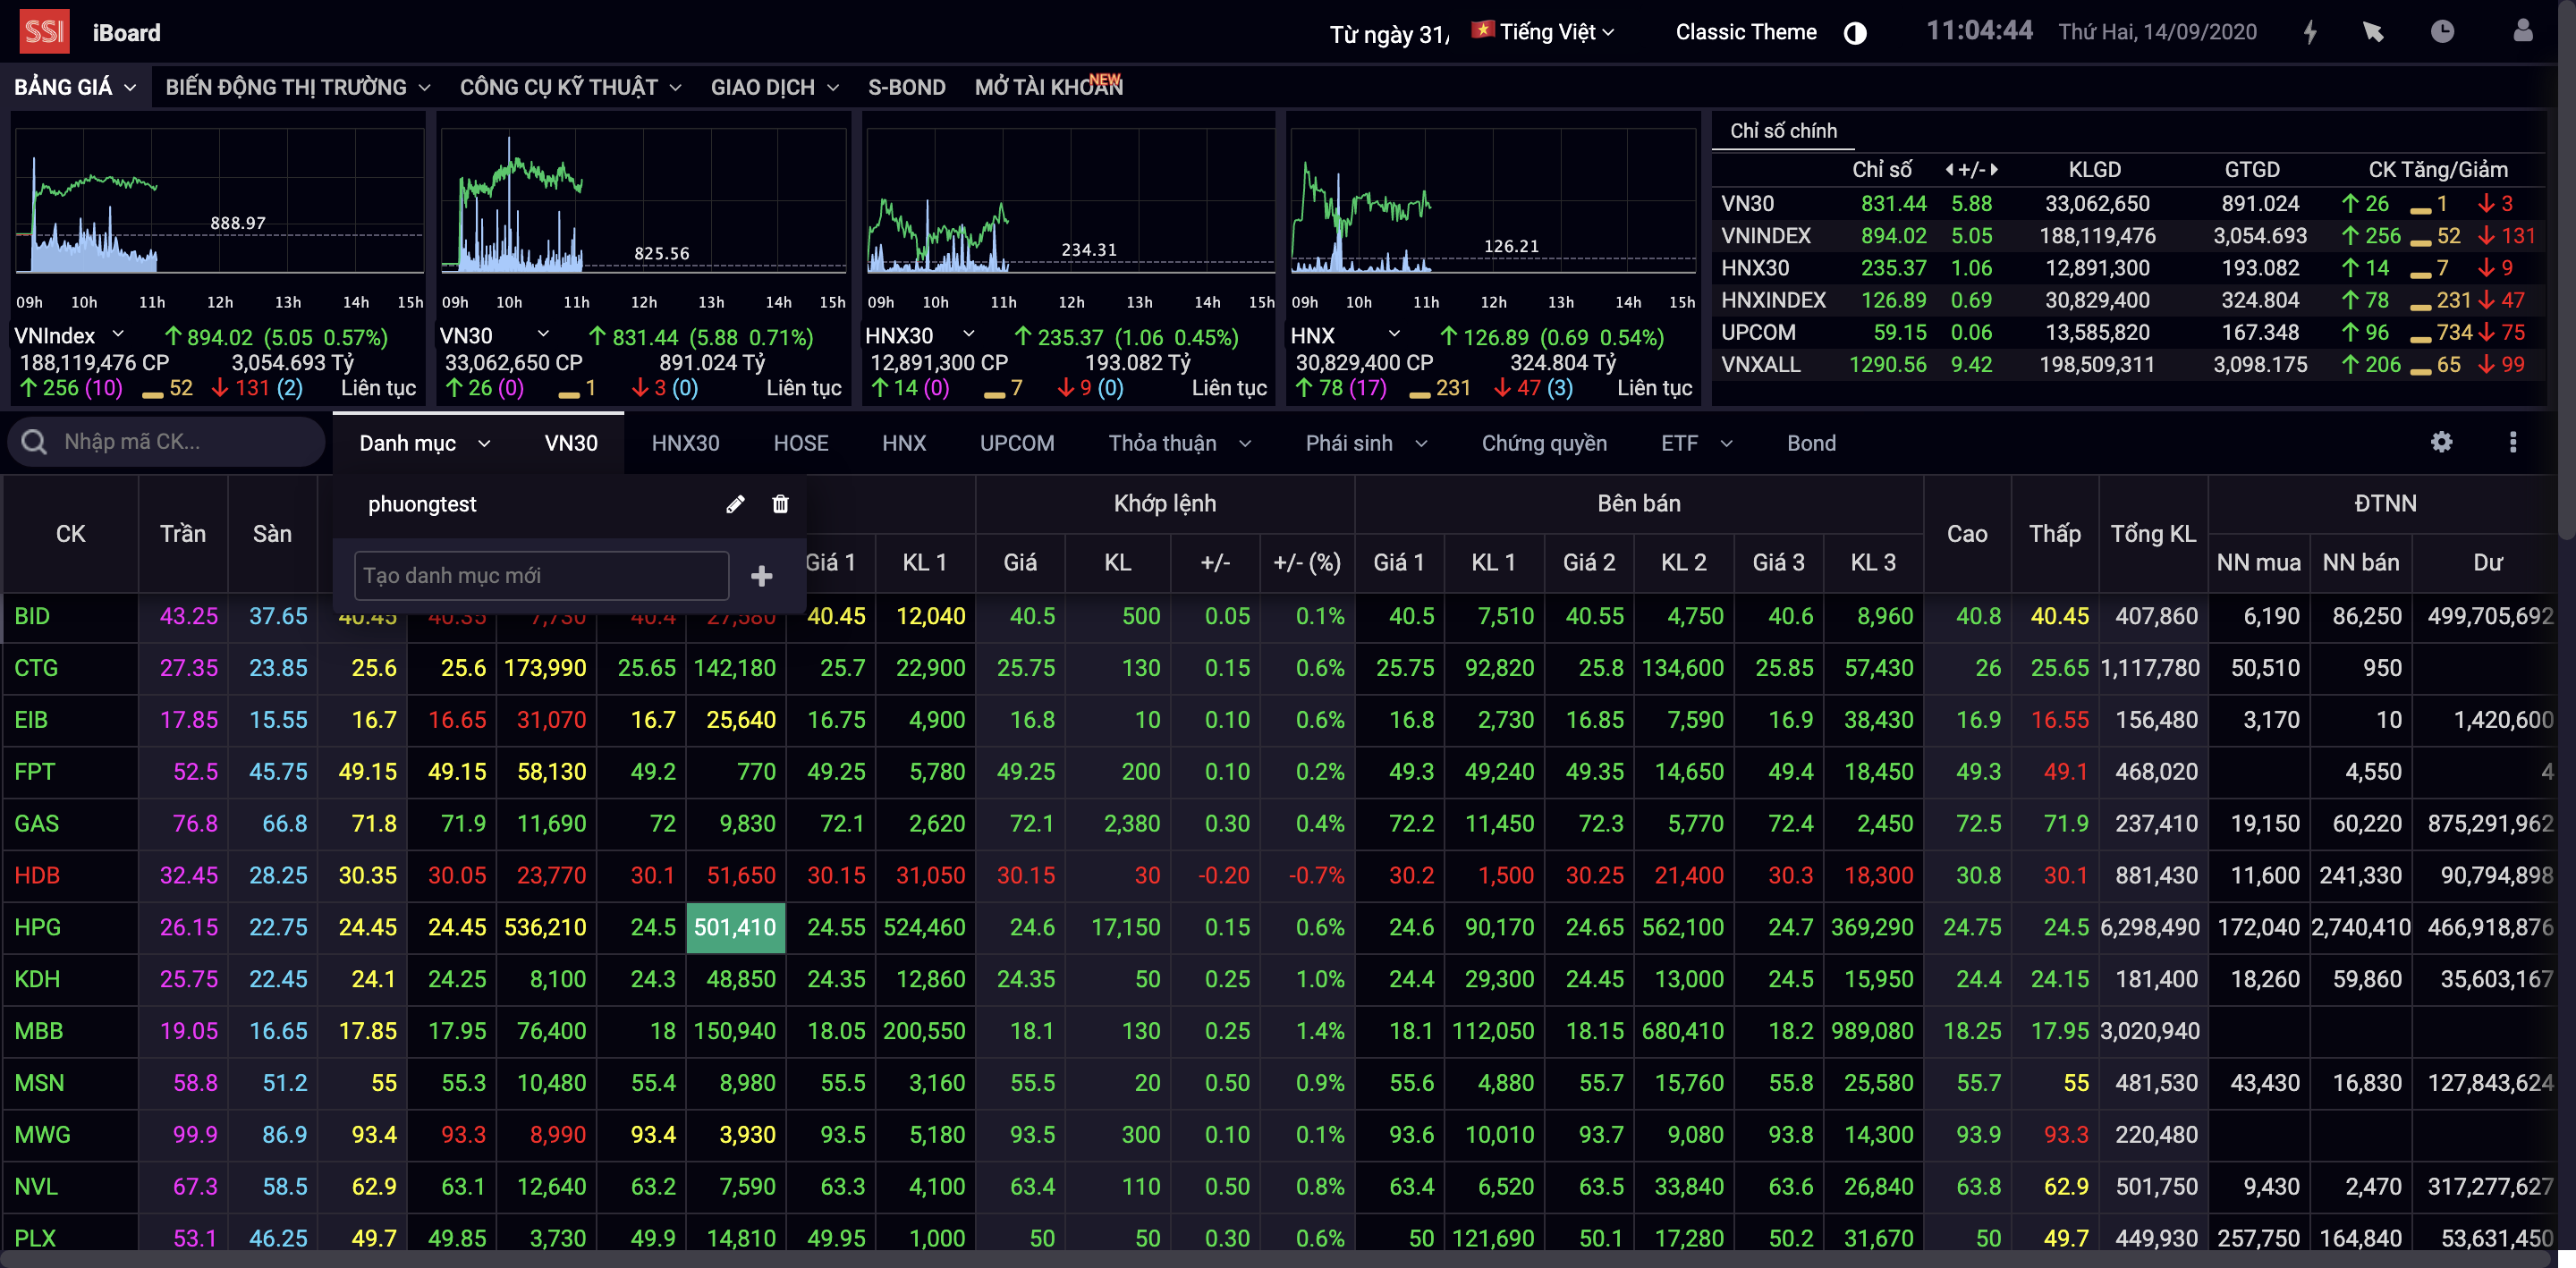 SSI iBoard Từ ngày 31/ Tiếng Việt Classic Theme 11:04:44 Thứ Hai, 14/09/2020
BẢNG GIÁ BIẾN ĐỘNG THỊ TRƯỜNG CÔNG CỤ KỸ THUẬT GIAO DỊCH S-BOND MỞ TÀI KHOẢN NEW
888.97
09h 10h 11h 12h 13h 14h 15h
VNIndex 894.02 (5.05 0.57%)
188,119,476 CP 3,054.693 Tỷ
256 (10) 52 131 (2) Liên tục
825.56
09h 10h 11h 12h 13h 14h 15h
VN30 831.44 (5.88 0.71%)
33,062,650 CP 891.024 Tỷ
26 (0) 1 3 (0) Liên tục
234.31
09h 10h 11h 12h 13h 14h 15h
HNX30 235.37 (1.06 0.45%)
12,891,300 CP 193.082 Tỷ
14 (0) 7 9 (0) Liên tục
126.21
09h 10h 11h 12h 13h 14h 15h
HNX 126.89 (0.69 0.54%)
30,829,400 CP 324.804 Tỷ
78 (17) 231 47 (3) Liên tục
Chỉ số chính
Chỉ số +/- KLGD GTGD CK Tăng/Giảm
VN30 831.44 5.88 33,062,650 891.024 26 1 3
VNINDEX 894.02 5.05 188,119,476 3,054.693 256 52 131
HNX30 235.37 1.06 12,891,300 193.082 14 7 9
HNXINDEX 126.89 0.69 30,829,400 324.804 78 231 47
UPCOM 59.15 0.06 13,585,820 167.348 96 734 75
VNXALL 1290.56 9.42 198,509,311 3,098.175 206 65 99
Nhập mã CK... Danh mục VN30 HNX30 HOSE HNX UPCOM Thỏa thuận Phái sinh Chứng quyền ETF Bond
phuongtest
Tạo danh mục mới
Khớp lệnh Bên bán ĐTNN
CK Trần Sàn Cao Thấp Tổng KL
Giá 1 KL 1 Giá KL +/- +/- (%) Giá 1 KL 1 Giá 2 KL 2 Giá 3 KL 3 NN mua NN bán Dư
BID 43.25 37.65 40.45 40.35 7,730 40.4 27,580 40.45 12,040 40.5 500 0.05 0.1% 40.5 7,510 40.55 4,750 40.6 8,960 40.8 40.45 407,860 6,190 86,250 499,705,692
CTG 27.35 23.85 25.6 25.6 173,990 25.65 142,180 25.7 22,900 25.75 130 0.15 0.6% 25.75 92,820 25.8 134,600 25.85 57,430 26 25.65 1,117,780 50,510 950
EIB 17.85 15.55 16.7 16.65 31,070 16.7 25,640 16.75 4,900 16.8 10 0.10 0.6% 16.8 2,730 16.85 7,590 16.9 38,430 16.9 16.55 156,480 3,170 10 1,420,600
FPT 52.5 45.75 49.15 49.15 58,130 49.2 770 49.25 5,780 49.25 200 0.10 0.2% 49.3 49,240 49.35 14,650 49.4 18,450 49.3 49.1 468,020 4,550 4
GAS 76.8 66.8 71.8 71.9 11,690 72 9,830 72.1 2,620 72.1 2,380 0.30 0.4% 72.2 11,450 72.3 5,770 72.4 2,450 72.5 71.9 237,410 19,150 60,220 875,291,962
HDB 32.45 28.25 30.35 30.05 23,770 30.1 51,650 30.15 31,050 30.15 30 -0.20 -0.7% 30.2 1,500 30.25 21,400 30.3 18,300 30.8 30.1 881,430 11,600 241,330 90,794,898
HPG 26.15 22.75 24.45 24.45 536,210 24.5 501,410 24.55 524,460 24.6 17,150 0.15 0.6% 24.6 90,170 24.65 562,100 24.7 369,290 24.75 24.5 6,298,490 172,040 2,740,410 466,918,876
KDH 25.75 22.45 24.1 24.25 8,100 24.3 48,850 24.35 12,860 24.35 50 0.25 1.0% 24.4 29,300 24.45 13,000 24.5 15,950 24.4 24.15 181,400 18,260 59,860 35,603,167
MBB 19.05 16.65 17.85 17.95 76,400 18 150,940 18.05 200,550 18.1 130 0.25 1.4% 18.1 112,050 18.15 680,410 18.2 989,080 18.25 17.95 3,020,940
MSN 58.8 51.2 55 55.3 10,480 55.4 8,980 55.5 3,160 55.5 20 0.50 0.9% 55.6 4,880 55.7 15,760 55.8 25,580 55.7 55 481,530 43,430 16,830 127,843,624
MWG 99.9 86.9 93.4 93.3 8,990 93.4 3,930 93.5 5,180 93.5 300 0.10 0.1% 93.6 10,010 93.7 9,080 93.8 14,300 93.9 93.3 220,480
NVL 67.3 58.5 62.9 63.1 12,640 63.2 7,590 63.3 4,100 63.4 110 0.50 0.8% 63.4 6,520 63.5 33,840 63.6 26,840 63.8 62.9 501,750 9,430 2,470 317,277,627
PLX 53.1 46.25 49.7 49.85 3,730 49.9 14,810 49.95 1,000 50 50 0.30 0.6% 50 121,690 50.1 17,280 50.2 31,670 50 49.7 449,930 257,750 164,840 53,631,450